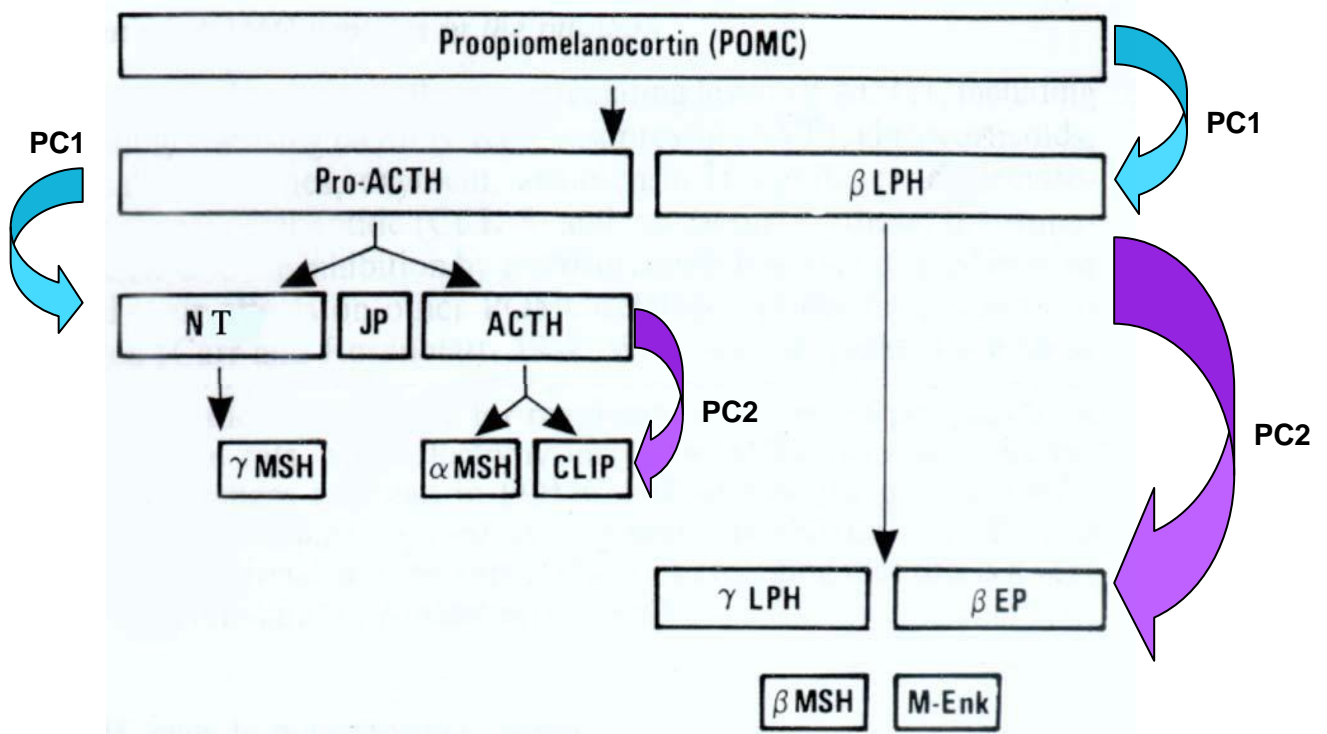 Proopiomelanocortin (POMC)
PC1
PC1
Pro-ACTH
β LPH
N T
JP
ACTH
PC2
PC2
γ MSH
α MSH
CLIP
γ LPH
β EP
β MSH
M-Enk